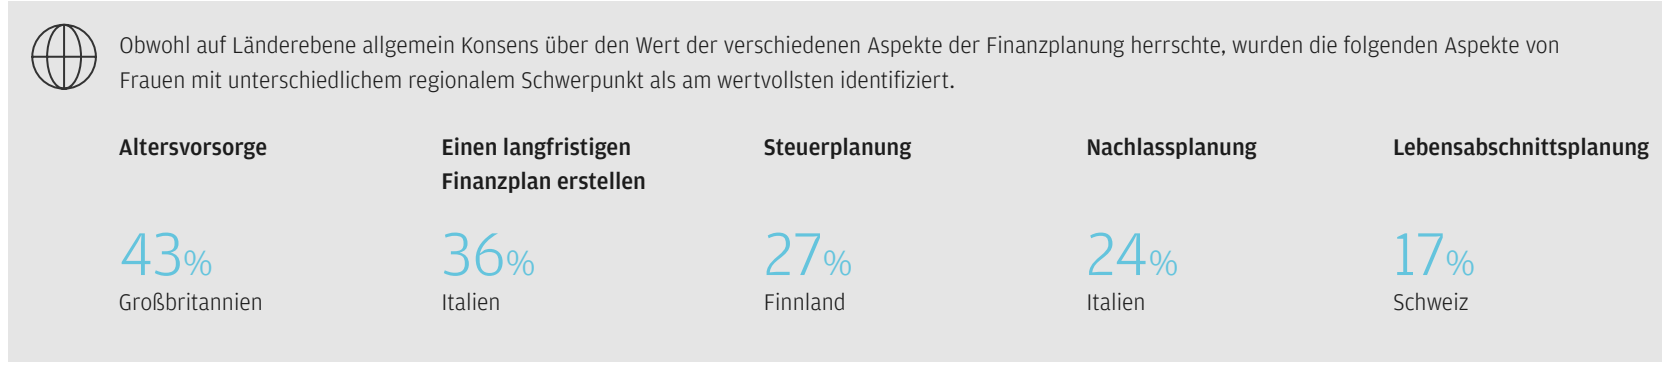 Obwohl auf Länderebene allgemein Konsens über den Wert der verschiedenen Aspekte der Finanzplanung herrschte, wurden die folgenden Aspekte von
Frauen mit unterschiedlichem regionalem Schwerpunkt als am wertvollsten identifiziert.
Altersvorsorge
43%
Großbritannien
Einen langfristigen
Finanzplan erstellen
36%
Italien
Steuerplanung
27%
Finnland
Nachlassplanung
24%
Italien
Lebensabschnittsplanung
17%
Schweiz